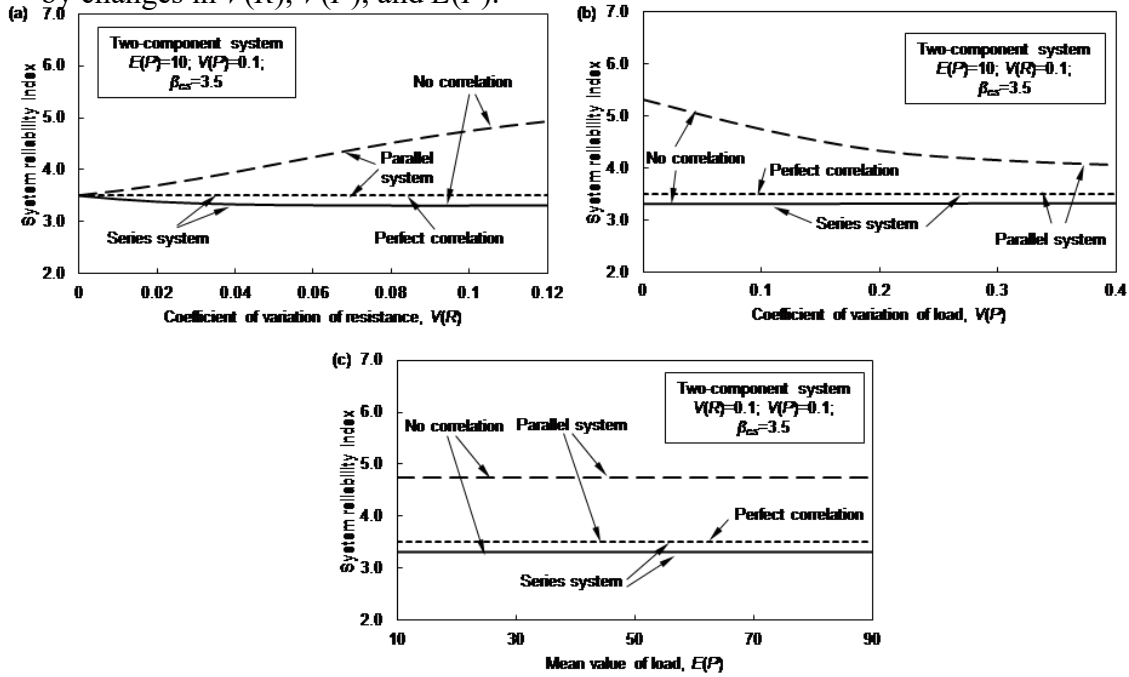 by changes in V(R), V(P), and E(P).
(a)
7.0
6.0
5.0
4.0
3.0
2.0
System reliability index
Two-component system
E(P)=10; V(P)=0.1;
βcs=3.5
No correlation
Parallel
system
Series system
Perfect correlation
0
0.02
0.04
0.06
0.08
0.1
0.12
Coefficient of variation of resistance, V(R)
(b)
7.0
6.0
5.0
4.0
3.0
2.0
System reliability index
Two-component system
E(P)=10; V(R)=0.1;
βcs=3.5
No correlation
Perfect correlation
Series system
Parallel system
0
0.1
0.2
0.3
0.4
Coefficient of variation of load, V(P)
(c)
7.0
6.0
5.0
4.0
3.0
2.0
System reliability index
Two-component system
V(R)=0.1; V(P)=0.1;
βcs=3.5
No correlation
Parallel system
Perfect correlation
Series system
10
30
50
70
90
Mean value of load, E(P)